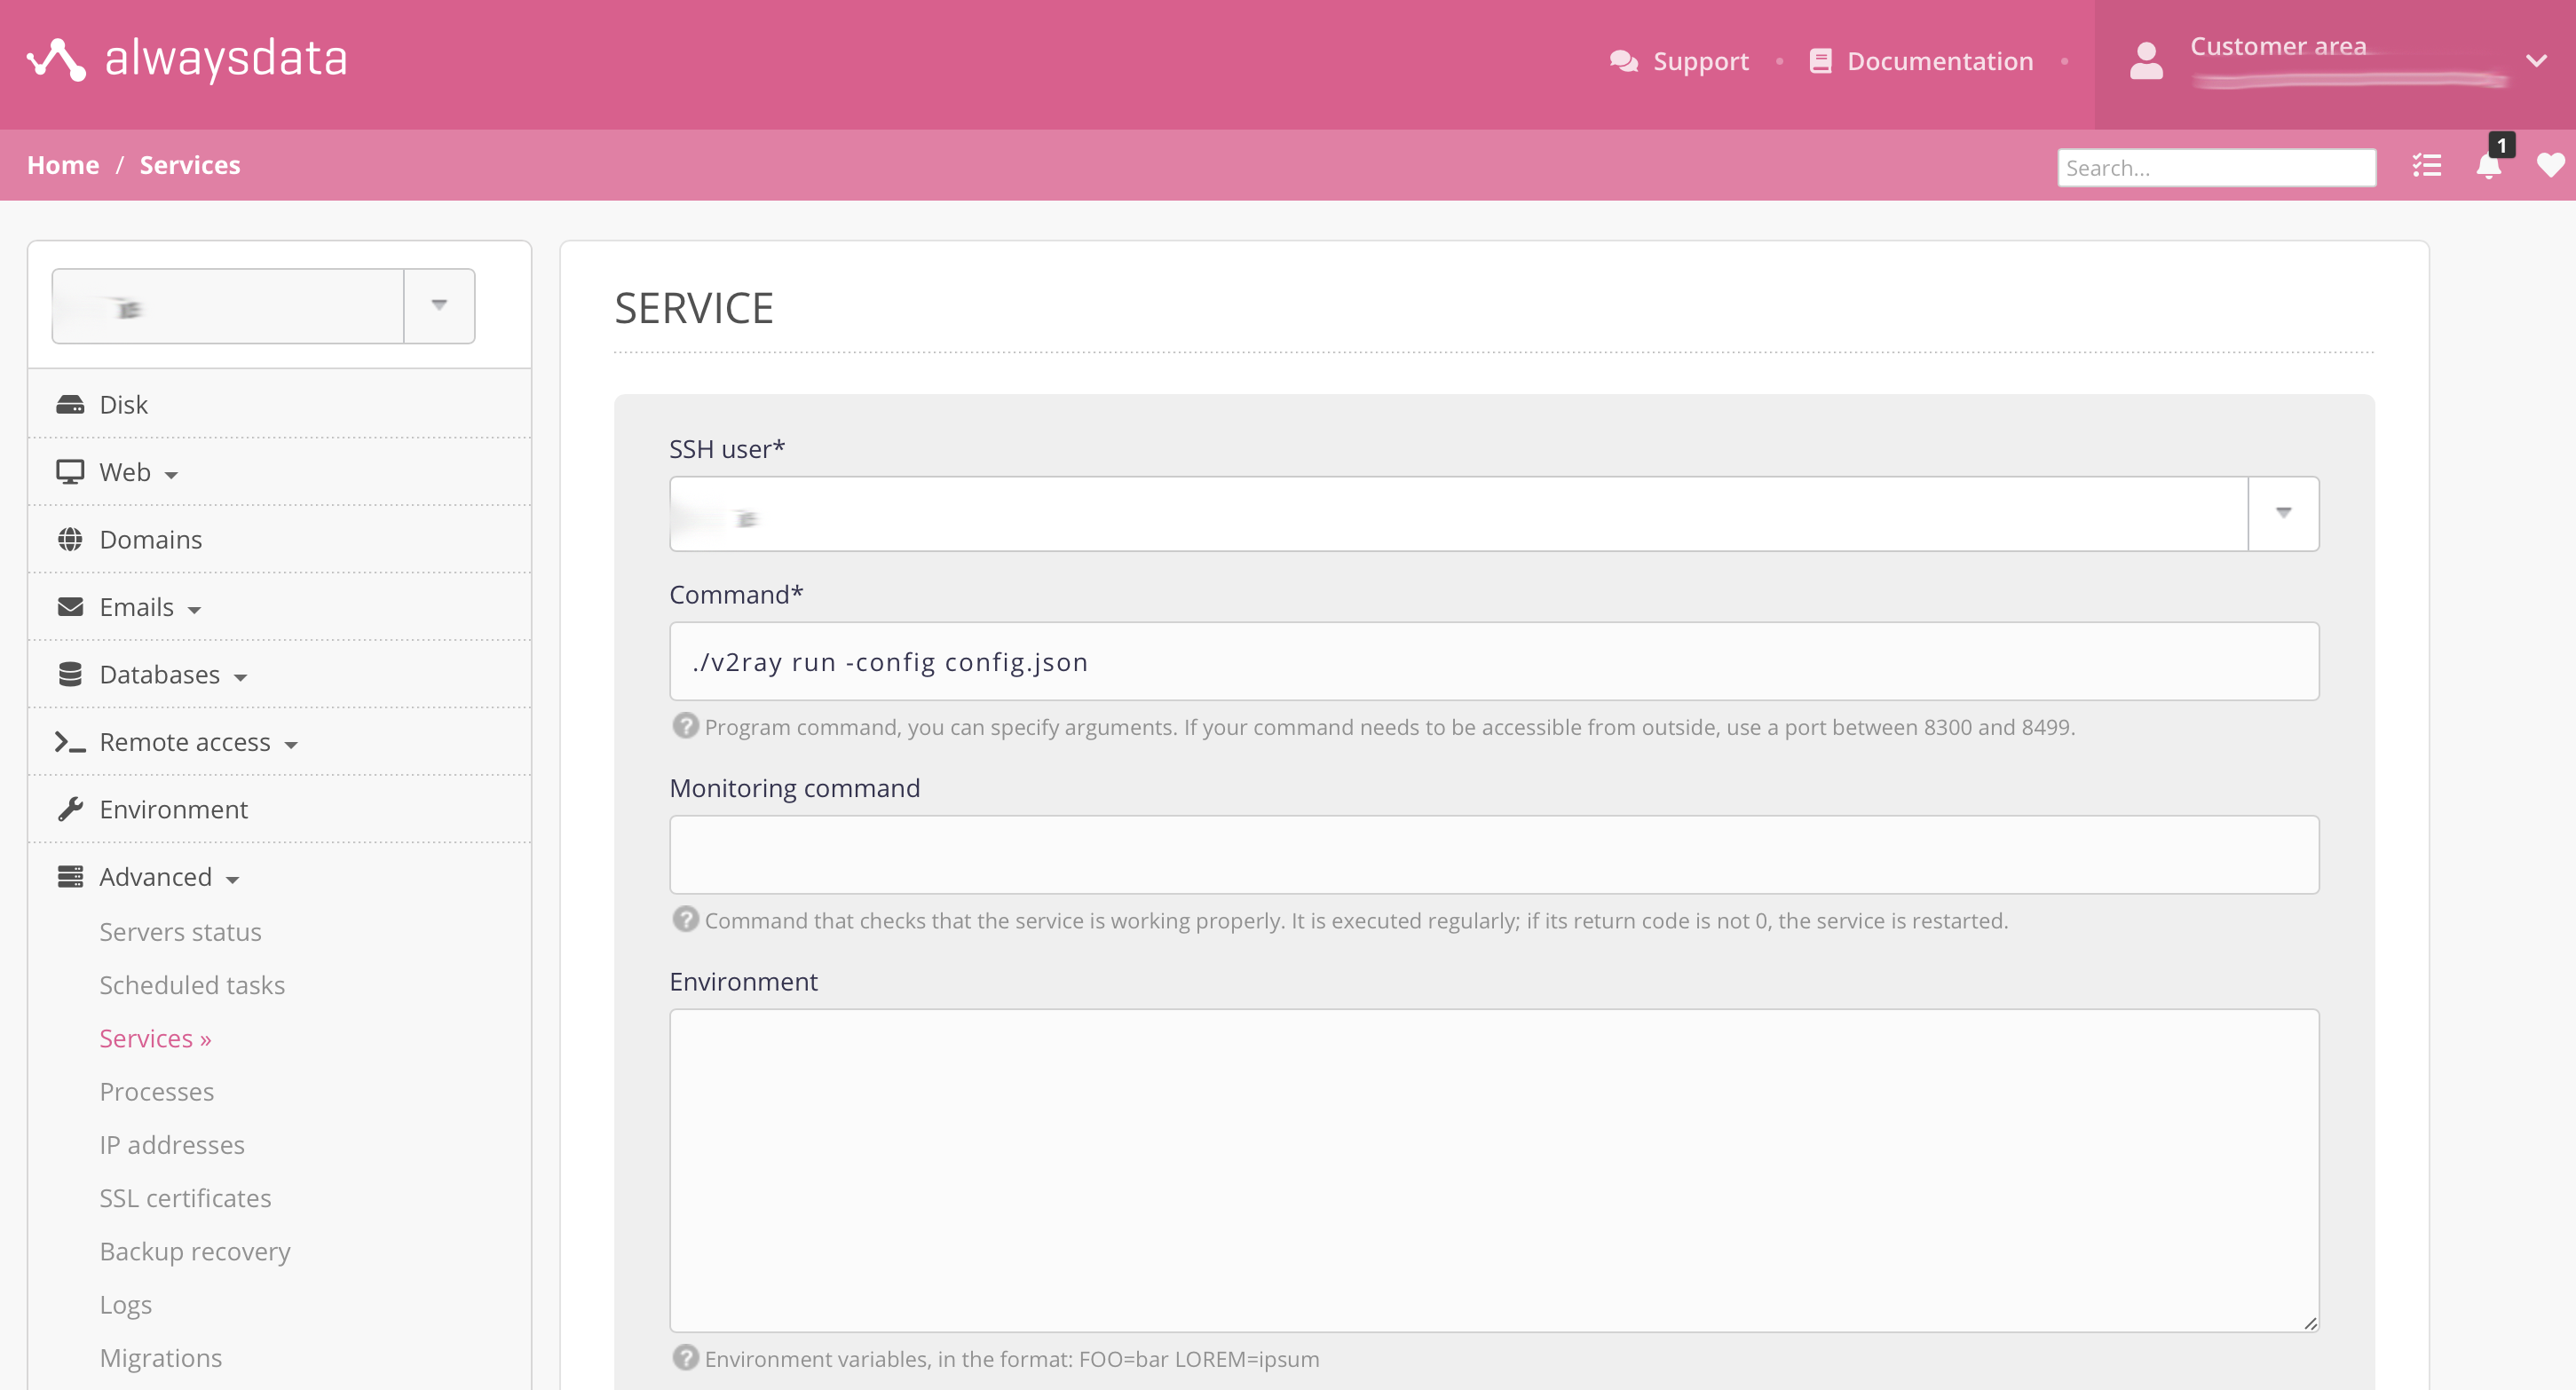 alwaysdata
Support
Documentation
Customer area
Home / Services
Search...
1
Disk
Web
Domains
Emails
Databases
Remote access
Environment
Advanced
Servers status
Scheduled tasks
Services »
Processes
IP addresses
SSL certificates
Backup recovery
Logs
Migrations
SERVICE
SSH user*
Command*
./v2ray run -config config.json
? Program command, you can specify arguments. If your command needs to be accessible from outside, use a port between 8300 and 8499.
Monitoring command
? Command that checks that the service is working properly. It is executed regularly; if its return code is not 0, the service is restarted.
Environment
? Environment variables, in the format: FOO=bar LOREM=ipsum